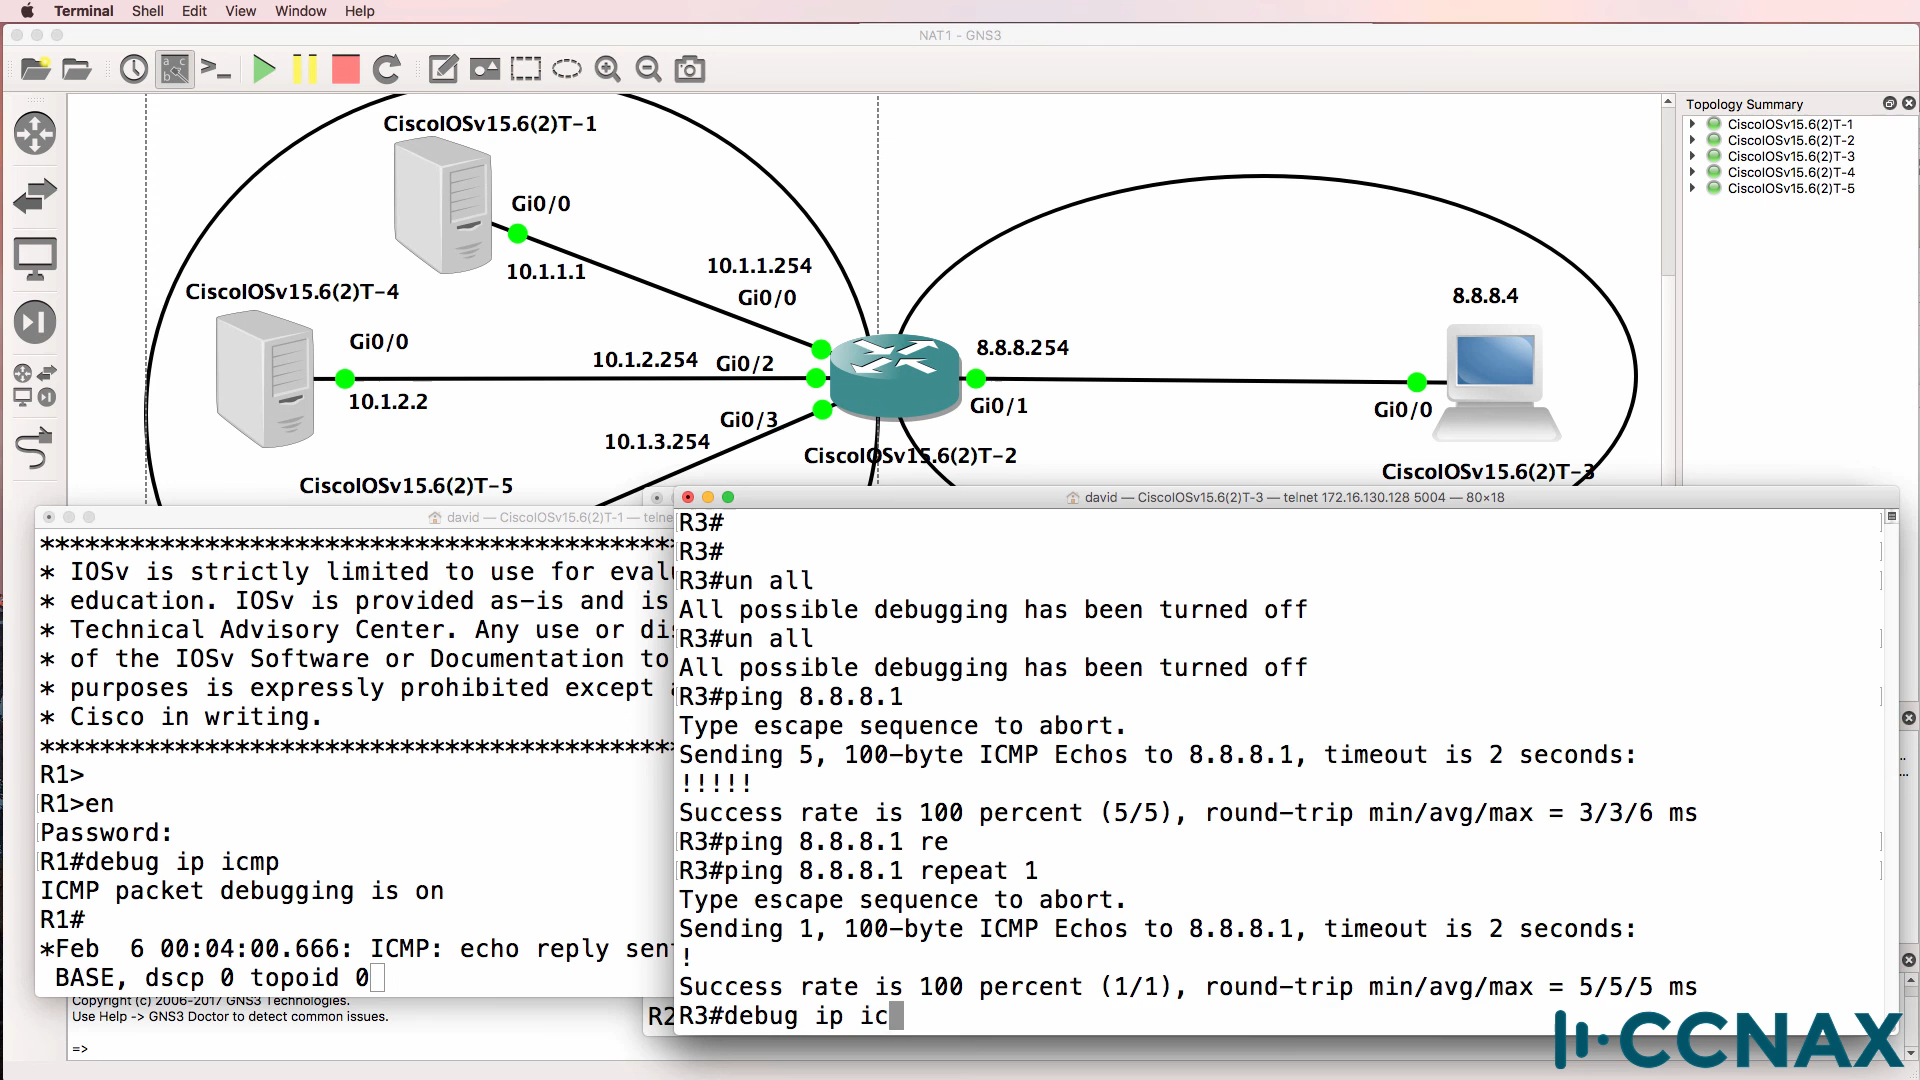 Terminal Shell Edit View Window Help
NAT1 - GNS3
Topology Summary
CiscoIOSv15.6(2)T-1
CiscoIOSv15.6(2)T-2
CiscoIOSv15.6(2)T-3
CiscoIOSv15.6(2)T-4
CiscoIOSv15.6(2)T-5
CiscoIOSv15.6(2)T-1
Gi0/0
10.1.1.1
10.1.1.254
Gi0/0
CiscoIOSv15.6(2)T-4
Gi0/0
10.1.2.2
10.1.2.254
Gi0/2
Gi0/3
10.1.3.254
CiscoIOSv15.6(2)T-5
8.8.8.254
Gi0/1
CiscoIOSv15.6(2)T-2
8.8.8.4
Gi0/0
CiscoIOSv15.6(2)T-3
david — CiscoIOSv15.6(2)T-1 — telne
*******************************************
* IOSv is strictly limited to use for eval
* education. IOSv is provided as-is and is
* Technical Advisory Center. Any use or di
* of the IOSv Software or Documentation to
* purposes is expressly prohibited except
* Cisco in writing.
*******************************************
R1>
R1>en
Password:
R1#debug ip icmp
ICMP packet debugging is on
R1#
*Feb  6 00:04:00.666: ICMP: echo reply sen
BASE, dscp 0 topoid 0
david — CiscoIOSv15.6(2)T-3 — telnet 172.16.130.128 5004 — 80×18
R3#
R3#
R3#un all
All possible debugging has been turned off
R3#un all
All possible debugging has been turned off
R3#ping 8.8.8.1
Type escape sequence to abort.
Sending 5, 100-byte ICMP Echos to 8.8.8.1, timeout is 2 seconds:
!!!!!
Success rate is 100 percent (5/5), round-trip min/avg/max = 3/3/6 ms
R3#ping 8.8.8.1 re
R3#ping 8.8.8.1 repeat 1
Type escape sequence to abort.
Sending 1, 100-byte ICMP Echos to 8.8.8.1, timeout is 2 seconds:
!
Success rate is 100 percent (1/1), round-trip min/avg/max = 5/5/5 ms
R3#debug ip ic
Copyright (c) 2006-2017 GNS3 Technologies.
Use Help -> GNS3 Doctor to detect common issues.
=>
R2
CCNAX